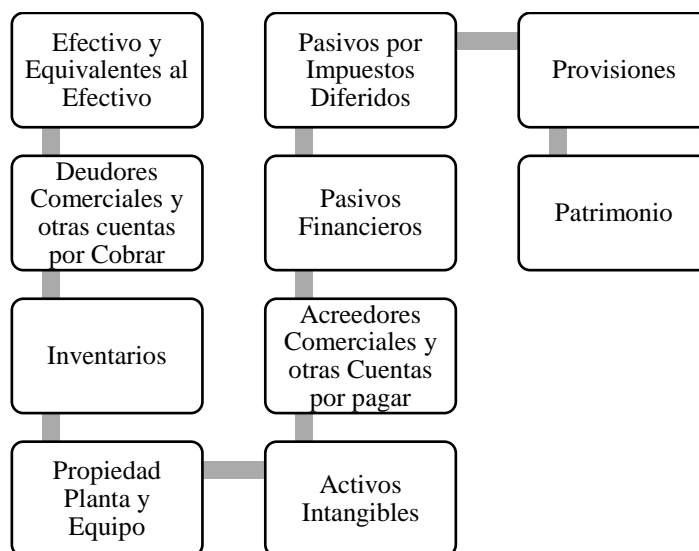 Efectivo y
Equivalentes al
Efectivo
Deudores
Comerciales y
otras cuentas
por Cobrar
Inventarios
Propiedad
Planta y
Equipo
Activos
Intangibles
Acreedores
Comerciales y
otras Cuentas
por pagar
Pasivos
Financieros
Pasivos por
Impuestos
Diferidos
Provisiones
Patrimonio